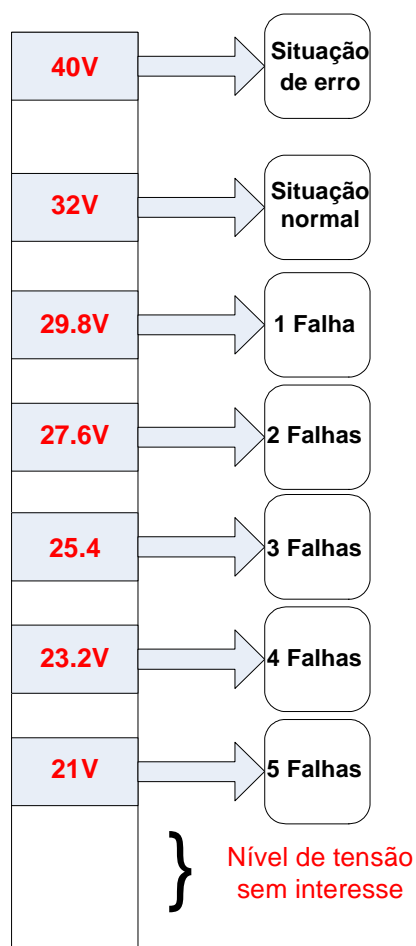 40V
Situação
de erro
32V
Situação
normal
29.8V
1 Falha
27.6V
2 Falhas
25.4
3 Falhas
23.2V
4 Falhas
21V
5 Falhas
}
Nível de tensão
sem interesse